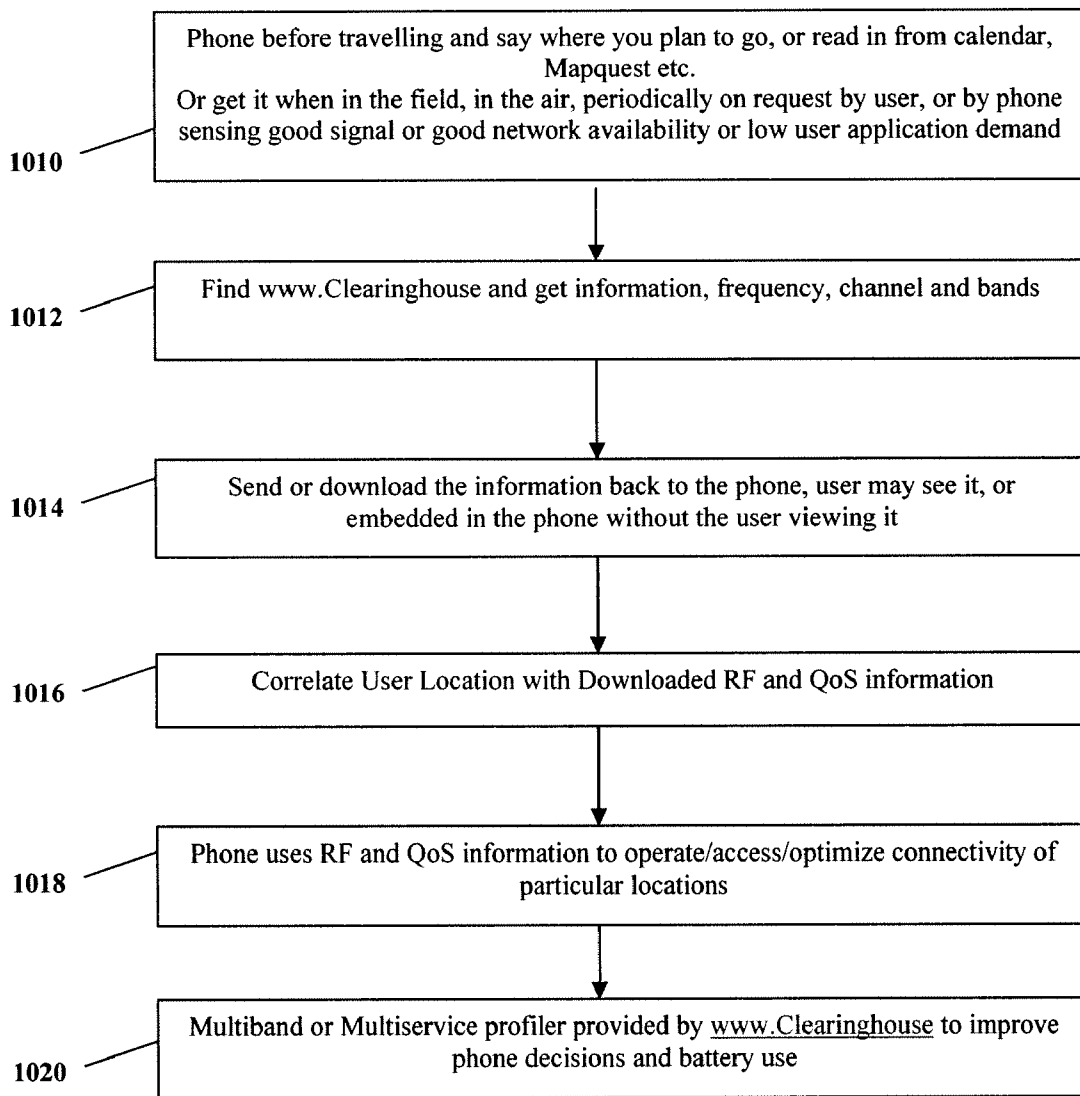 Phone before travelling and say where you plan to go, or read in from calendar,
Mapquest etc.
Or get it when in the field, in the air, periodically on request by user, or by phone
sensing good signal or good network availability or low user application demand
1010
Find www.Clearinghouse and get information, frequency, channel and bands
1012
Send or download the information back to the phone, user may see it, or
embedded in the phone without the user viewing it
1014
Correlate User Location with Downloaded RF and QoS information
1016
Phone uses RF and QoS information to operate/access/optimize connectivity of
particular locations
1018
Multiband or Multiservice profiler provided by www.Clearinghouse to improve
phone decisions and battery use
1020